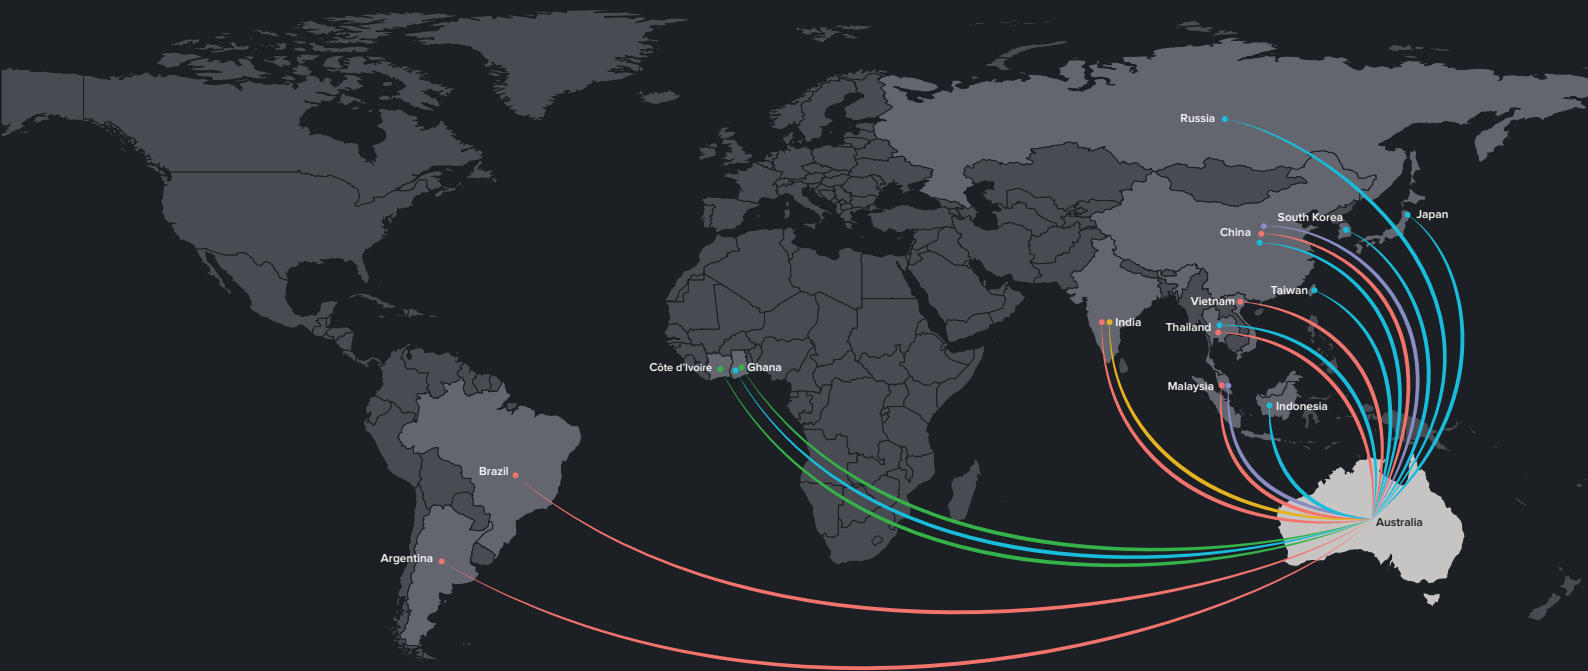 Russia
South Korea
Japan
China
Taiwan
Vietnam
India
Thailand
Côte d'Ivoire
Ghana
Malaysia
Indonesia
Brazil
Australia
Argentina